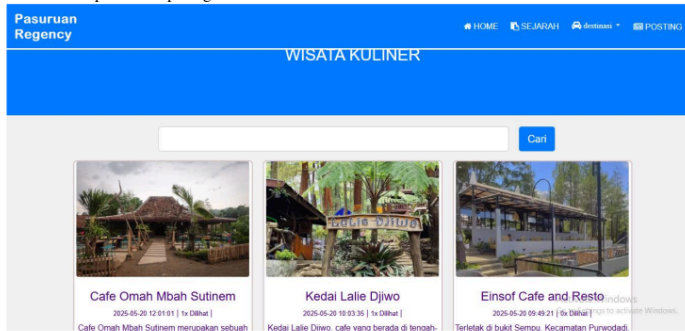 Pasuruan
Regency
HOME SEJARAH destinasi POSTING
WISATA KULINER
Cari
Lalie Djiwo
Cafe Omah Mbah Sutinem
2025-05-20 12:01:01 | 1x Dilihat |
Cafe Omah Mbah Sutinem merupakan sebuah
Kedai Lalie Djiwo
2025-05-20 10:03:35 | 1x Dilihat |
Kedai Lalie Djiwo, cafe yang berada di tengah-
Einsof Cafe and Resto
2025-05-20 09:49:21 | 0x Dilihat |
Terletak di bukit Sempu, Kecamatan Purwodadi,